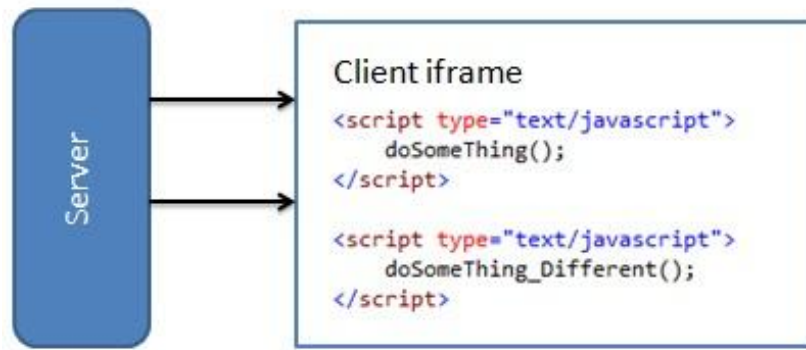 Server
Client iframe
<script type="text/javascript">
doSomeThing();
</script>
<script type="text/javascript">
doSomeThing_Different();
</script>